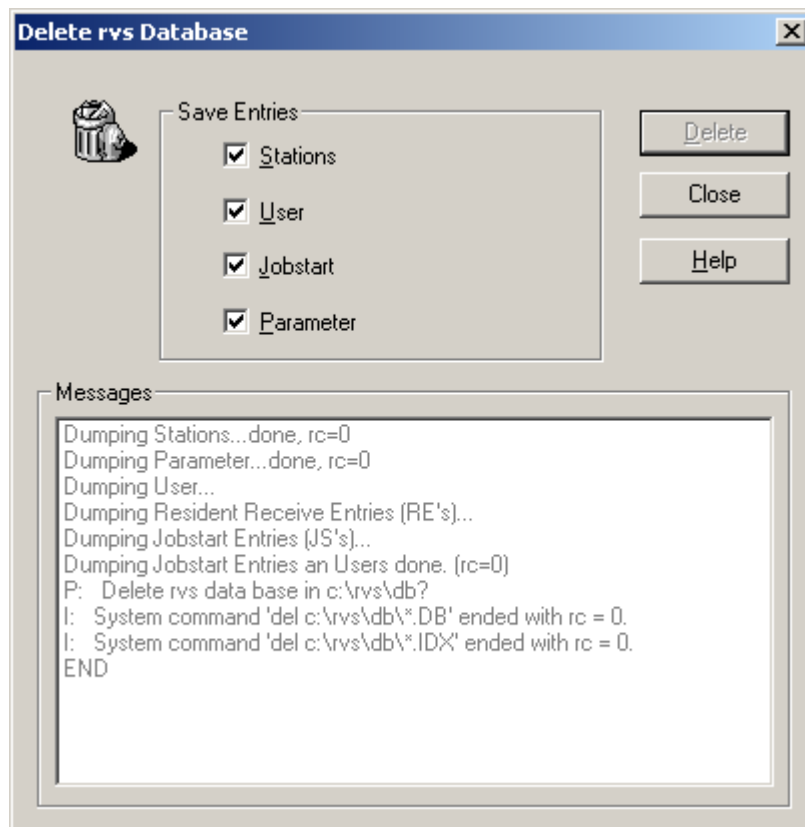 Delete rvs Database
Save Entries
Stations
User
Jobstart
Parameter
Delete
Close
Help
Messages
Dumping Stations...done, rc=0
Dumping Parameter...done, rc=0
Dumping User...
Dumping Resident Receive Entries (RE's)...
Dumping Jobstart Entries (JS's)...
Dumping Jobstart Entries an Users done. (rc=0)
P: Delete rvs data base in c:\rvs\db?
I: System command 'del c:\rvs\db\*.DB' ended with rc = 0.
I: System command 'del c:\rvs\db\*.IDX' ended with rc = 0.
END